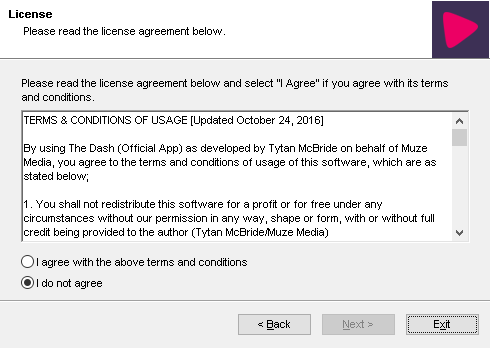 License
Please read the license agreement below.
Please read the license agreement below and select "I Agree" if you agree with its terms
and conditions.
TERMS & CONDITIONS OF USAGE [Updated October 24, 2016]
By using The Dash (Official App) as developed by Tytan McBride on behalf of Muze
Media, you agree to the terms and conditions of usage of this software, which are as
stated below;
1. You shall not redistribute this software for a profit or for free under any
circumstances without our permission in any way, shape or form, with or without full
credit being provided to the author (Tytan McBride/Muze Media)
I agree with the above terms and conditions
I do not agree
< Back
Next >
Exit